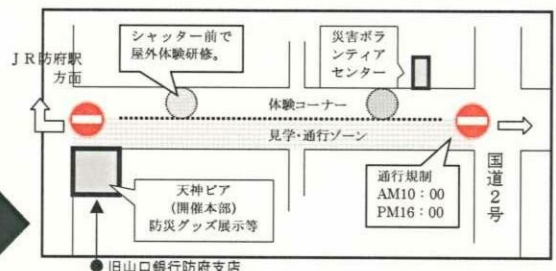 シャッター前で
屋外体験研修。
災害ボラ
ンティア
センター
JR防府駅
方面
体験コーナー
見学・通行ゾーン
天神ピア
(開催本部)
防災グッズ展示等
通行規制
AM10:00
PM16:00
国道2号
●旧山口銀行防府支店